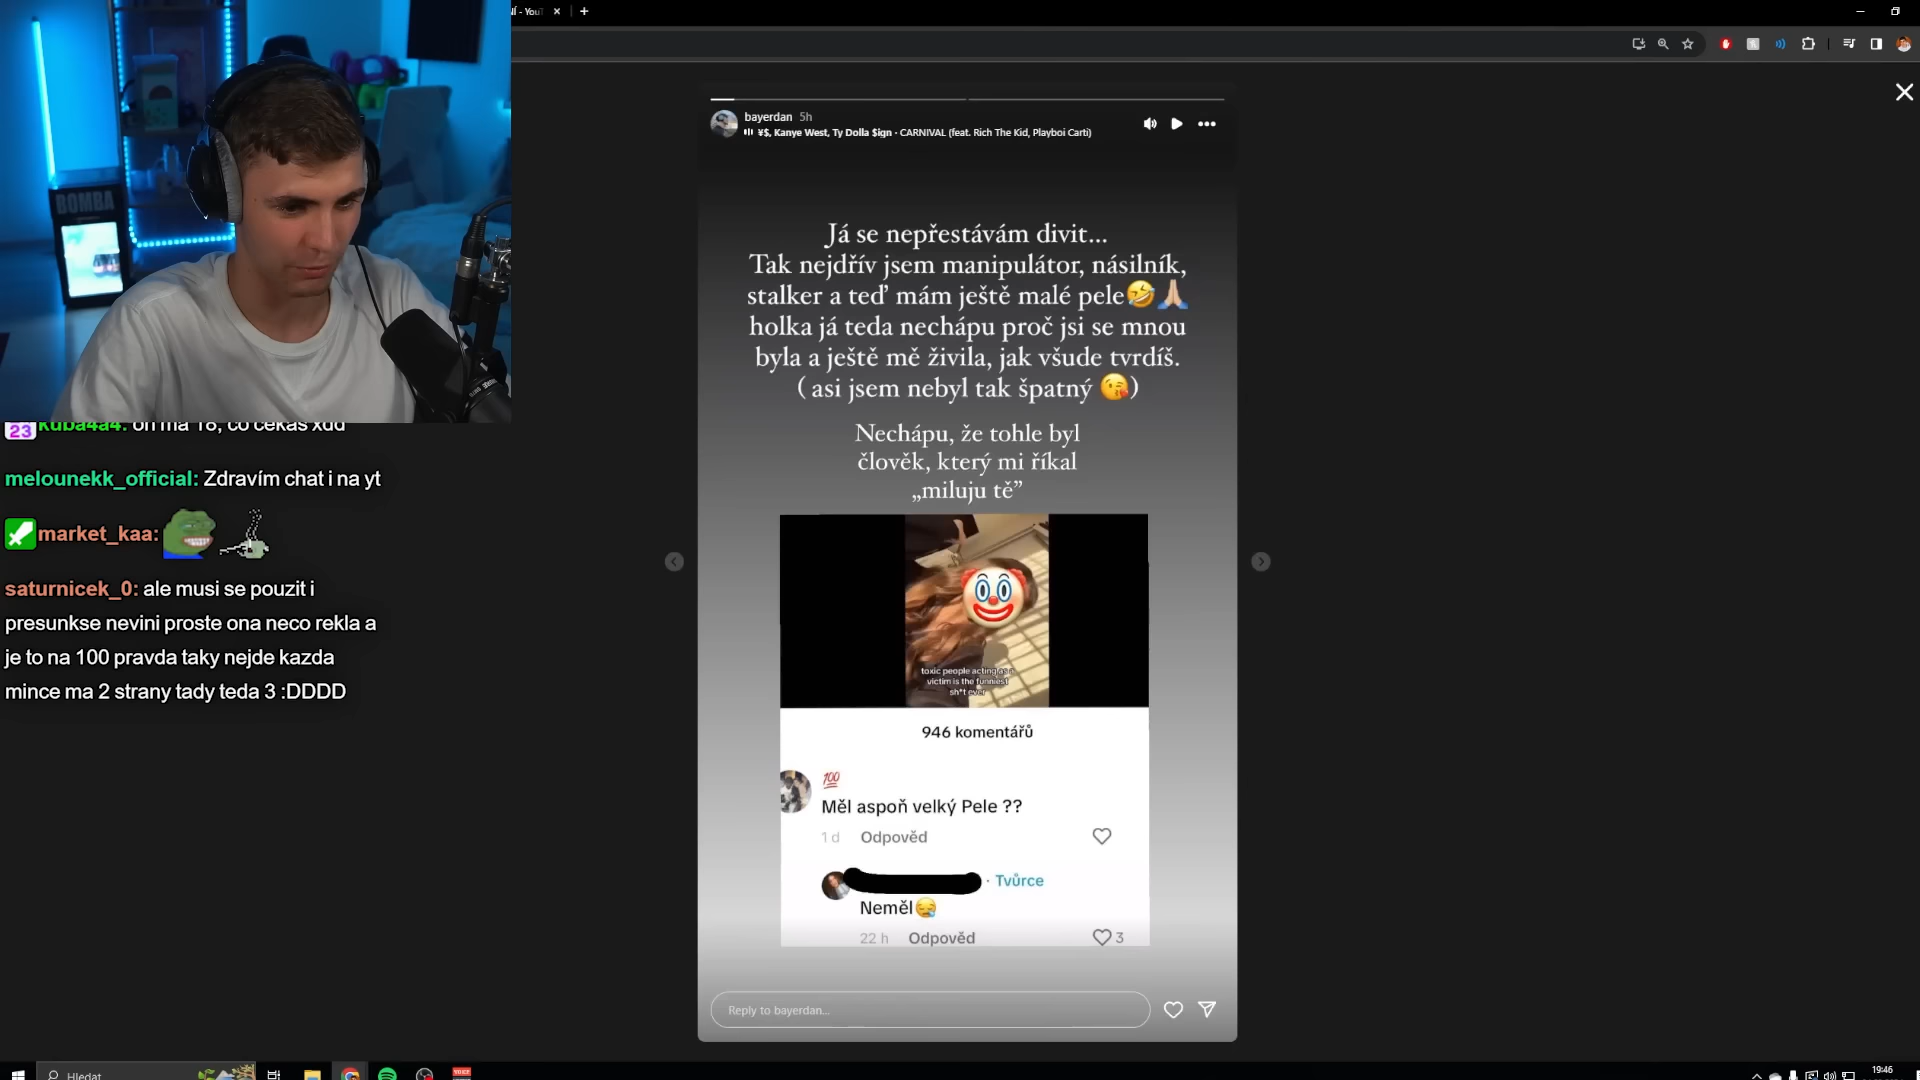 - YouT
BOMBA
23 kuba4a4: on ma 18, co cekas xdd
melounekk_official: Zdravím chat i na yt
market_kaa:
saturnicek_0: ale musi se pouzit i
presunkse nevini proste ona neco rekla a
je to na 100 pravda taky nejde kazda
mince ma 2 strany tady teda 3 :DDDD
bayerdan 5h
¥$, Kanye West, Ty Dolla $ign - CARNIVAL (feat. Rich The Kid, Playboi Carti)
Já se nepřestávám divit...
Tak nejdřív jsem manipulátor, násilník,
stalker a teď mám ještě malé pele🤣🙏🏼
holka já teda nechápu proč jsi se mnou
byla a ještě mě živila, jak všude tvrdíš.
( asi jsem nebyl tak špatný 😘)
Nechápu, že tohle byl
člověk, který mi říkal
„miluju tě”
toxic people acting as a
victim is the funniest
sh*t ever
946 komentářů
💯
Měl aspoň velký Pele ??
1 d Odpověd
· Tvůrce
Neměl😪
22 h Odpověd 3
Reply to bayerdan...
Hledat
19:46